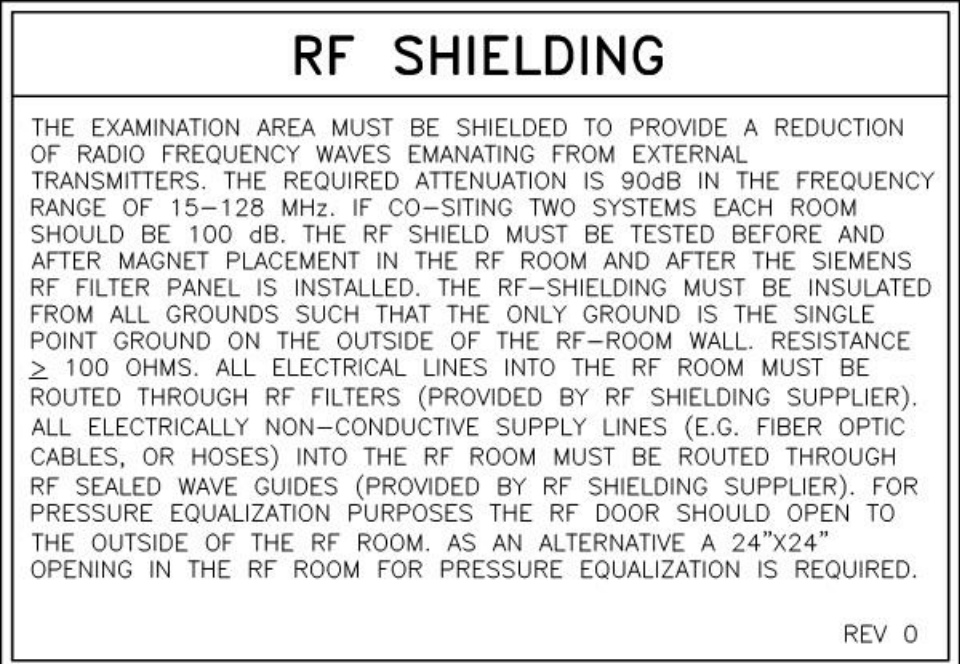 RF SHIELDING
THE EXAMINATION AREA MUST BE SHIELDED TO PROVIDE A REDUCTION
OF RADIO FREQUENCY WAVES EMANATING FROM EXTERNAL
TRANSMITTERS. THE REQUIRED ATTENUATION IS 90dB IN THE FREQUENCY
RANGE OF 15–128 MHz. IF CO–SITING TWO SYSTEMS EACH ROOM
SHOULD BE 100 dB. THE RF SHIELD MUST BE TESTED BEFORE AND
AFTER MAGNET PLACEMENT IN THE RF ROOM AND AFTER THE SIEMENS
RF FILTER PANEL IS INSTALLED. THE RF–SHIELDING MUST BE INSULATED
FROM ALL GROUNDS SUCH THAT THE ONLY GROUND IS THE SINGLE
POINT GROUND ON THE OUTSIDE OF THE RF–ROOM WALL. RESISTANCE
≥ 100 OHMS. ALL ELECTRICAL LINES INTO THE RF ROOM MUST BE
ROUTED THROUGH RF FILTERS (PROVIDED BY RF SHIELDING SUPPLIER).
ALL ELECTRICALLY NON–CONDUCTIVE SUPPLY LINES (E.G. FIBER OPTIC
CABLES, OR HOSES) INTO THE RF ROOM MUST BE ROUTED THROUGH
RF SEALED WAVE GUIDES (PROVIDED BY RF SHIELDING SUPPLIER). FOR
PRESSURE EQUALIZATION PURPOSES THE RF DOOR SHOULD OPEN TO
THE OUTSIDE OF THE RF ROOM. AS AN ALTERNATIVE A 24”X24”
OPENING IN THE RF ROOM FOR PRESSURE EQUALIZATION IS REQUIRED.
REV 0